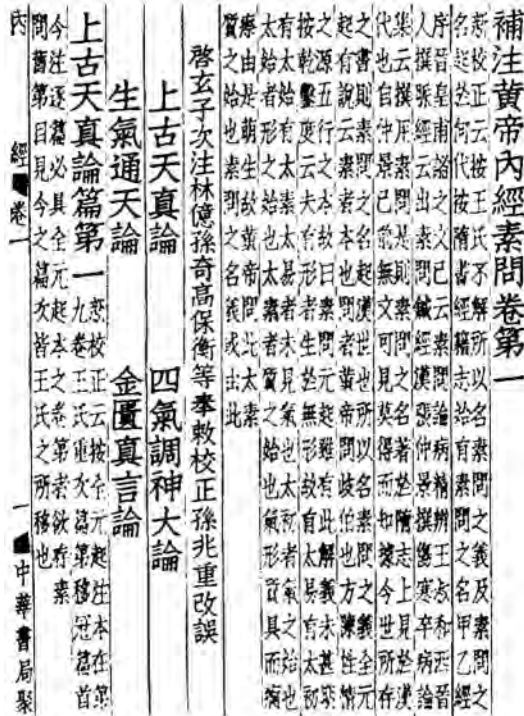 補注黃帝內經素問卷第一
新校正云按王氏不解所以名素問之義及素問之
名起於何代按隋書經籍志始有素問之名甲乙經之
序晉皇甫謐之文已云素問論病精辨王叔和西晉
人撰脈經云出素問鍼經漢張仲景撰傷寒卒病論
集云撰用素問是則素問之名著於隋志上見於漢
代也自仲景已前無文可見莫得而知據今世所存
之書則素問之名起漢世也所以名素問之義全元
起有說云素者本也問者黃帝問岐伯也方陳性情
之源五行之本故曰素問元起雖有此解義未甚明
按乾鑿度云夫有形者生於無形故有太易有太初
有太始有太素太易者未見氣也太初者氣之始也
太始者形之始也太素者質之始也氣形質具而痾
瘵由是萌生故黃帝問此太素
質之始也素問之名義或出此
啓玄子次注林億孫奇高保衡等奉敕校正孫兆重改誤
上古天真論 四氣調神大論
生氣通天論 金匱真言論
上古天真論篇第一
新校正云按全元起注本在第
九卷王氏重次篇第移冠篇首
今注逐篇必具全元起本之卷第者欲存素
問舊第目見今之篇次皆王氏之所移也
內經 卷一 一 中華書局聚